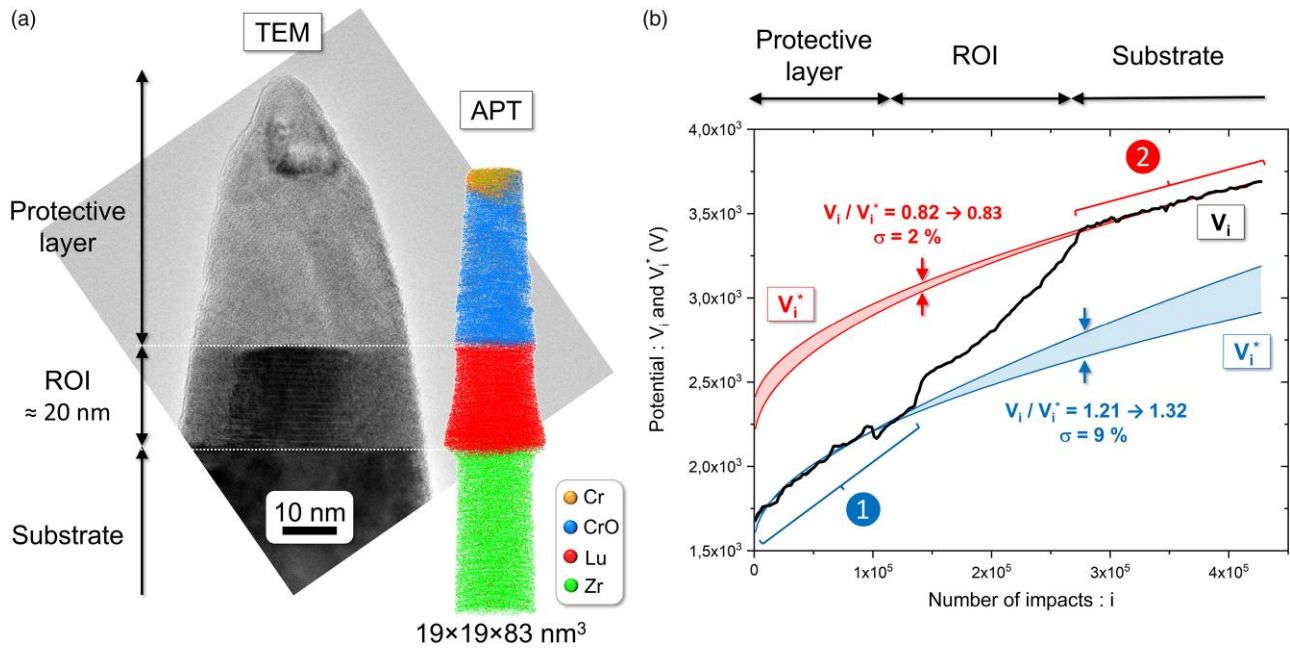 (a)
TEM
APT
Protective
layer
ROI
≈ 20 nm
Substrate
10 nm
Cr
CrO
Lu
Zr
19×19×83 nm³
(b)
Protective
layer
ROI
Substrate
Potential : Vᵢ and Vᵢ* (V)
4,0x10³
3,5x10³
3,0x10³
2,5x10³
2,0x10³
1,5x10³
2
Vᵢ / Vᵢ* = 0.82 → 0.83
σ = 2 %
Vᵢ
Vᵢ*
Vᵢ*
Vᵢ / Vᵢ* = 1.21 → 1.32
σ = 9 %
1
0
1x10⁵
2x10⁵
3x10⁵
4x10⁵
Number of impacts : i